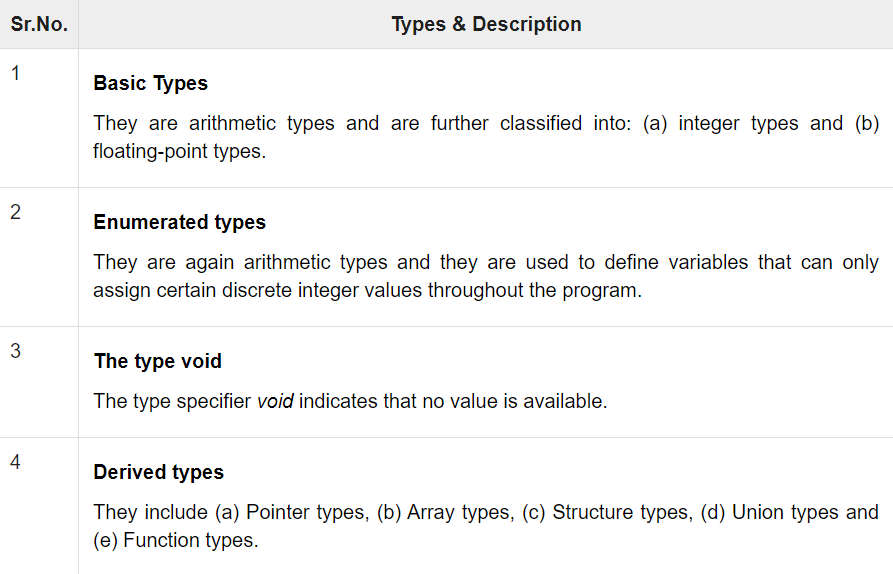 Sr.No. Types & Description
1
Basic Types
They are arithmetic types and are further classified into: (a) integer types and (b)
floating-point types.
2
Enumerated types
They are again arithmetic types and they are used to define variables that can only
assign certain discrete integer values throughout the program.
3
The type void
The type specifier void indicates that no value is available.
4
Derived types
They include (a) Pointer types, (b) Array types, (c) Structure types, (d) Union types and
(e) Function types.